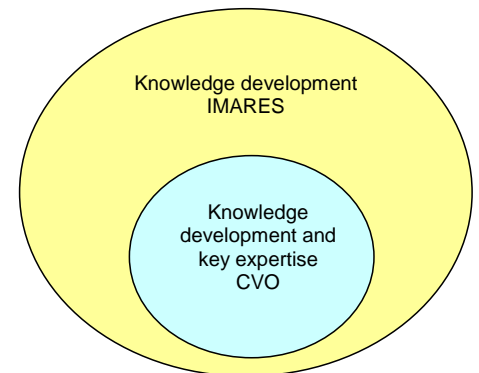 Knowledge development
IMARES
Knowledge
development and
key expertise
CVO